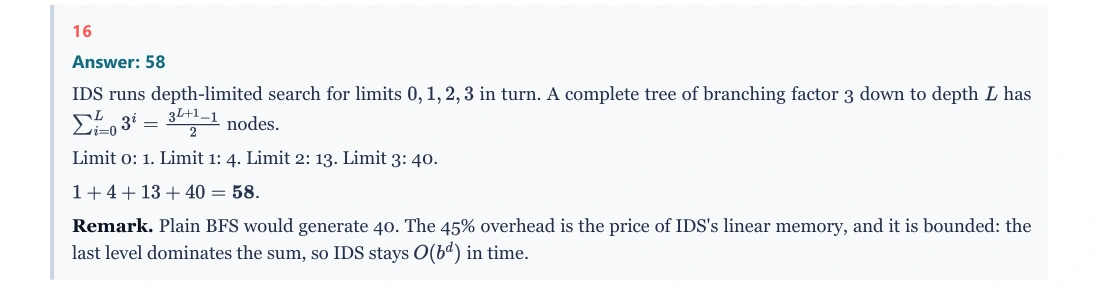 16
Answer: 58
IDS runs depth-limited search for limits 0, 1, 2, 3 in turn. A complete tree of branching factor 3 down to depth L has
$\sum_{i=0}^{L} 3^i = \frac{3^{L+1}-1}{2}$ nodes.
Limit 0: 1. Limit 1: 4. Limit 2: 13. Limit 3: 40.
1 + 4 + 13 + 40 = 58.
Remark. Plain BFS would generate 40. The 45% overhead is the price of IDS's linear memory, and it is bounded: the
last level dominates the sum, so IDS stays $O(b^d)$ in time.